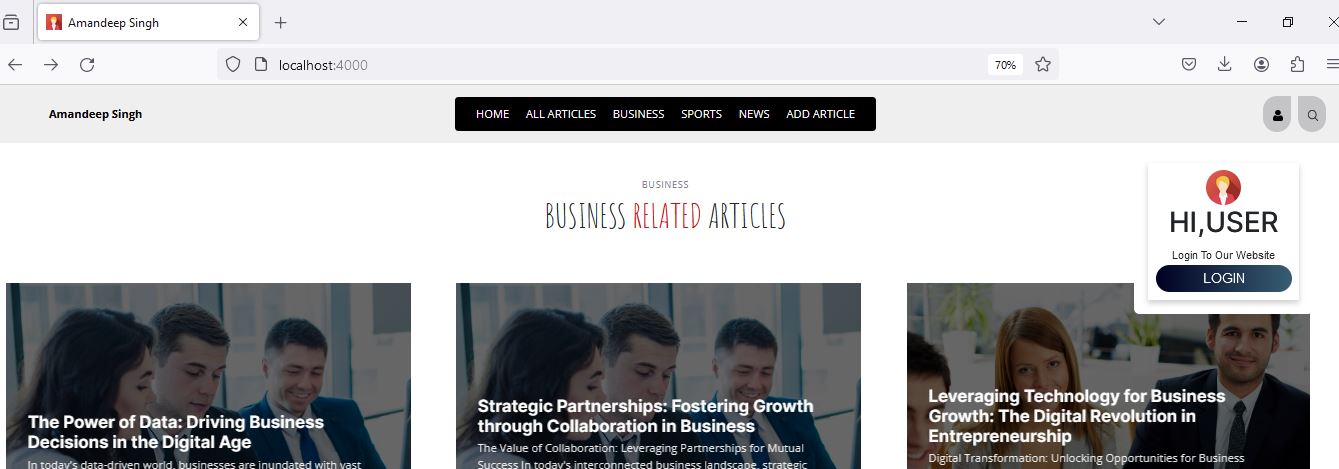 Amandeep Singh
localhost:4000
70%
Amandeep Singh
HOME ALL ARTICLES BUSINESS SPORTS NEWS ADD ARTICLE
BUSINESS
BUSINESS RELATED ARTICLES
HI,USER
Login To Our Website
LOGIN
The Power of Data: Driving Business
Decisions in the Digital Age
In today's data-driven world, businesses are inundated with vast
Strategic Partnerships: Fostering Growth
through Collaboration in Business
The Value of Collaboration: Leveraging Partnerships for Mutual
Success In today's interconnected business landscape, strategic
Leveraging Technology for Business
Growth: The Digital Revolution in
Entrepreneurship
Digital Transformation: Unlocking Opportunities for Business